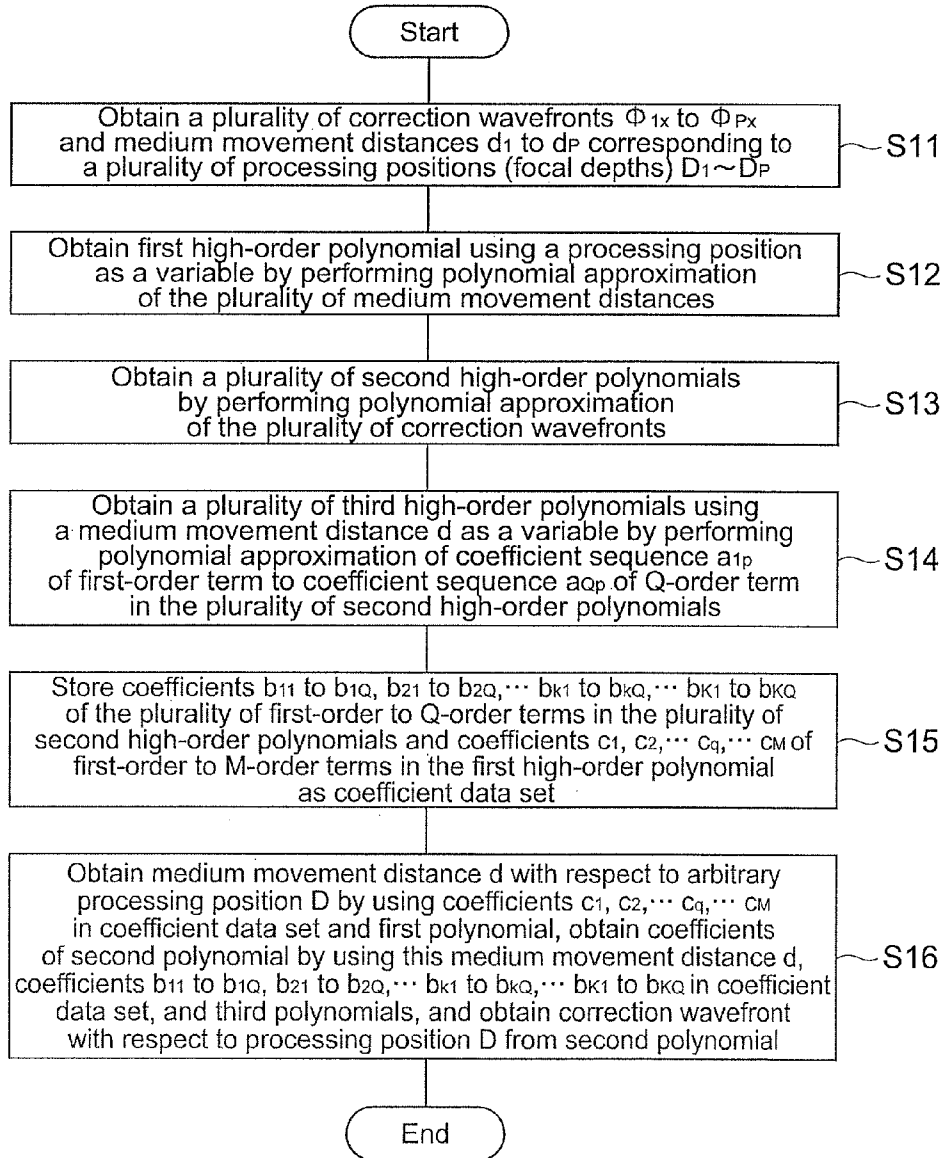 Start
Obtain a plurality of correction wavefronts Φ1x to ΦPx
and medium movement distances d1 to dP corresponding to
a plurality of processing positions (focal depths) D1~DP
S11
Obtain first high-order polynomial using a processing position
as a variable by performing polynomial approximation
of the plurality of medium movement distances
S12
Obtain a plurality of second high-order polynomials
by performing polynomial approximation
of the plurality of correction wavefronts
S13
Obtain a plurality of third high-order polynomials using
a medium movement distance d as a variable by performing
polynomial approximation of coefficient sequence a1p
of first-order term to coefficient sequence aQp of Q-order term
in the plurality of second high-order polynomials
S14
Store coefficients b11 to b1Q, b21 to b2Q,··· bk1 to bkQ,··· bK1 to bKQ
of the plurality of first-order to Q-order terms in the plurality of
second high-order polynomials and coefficients c1, c2,··· cq,··· cM of
first-order to M-order terms in the first high-order polynomial
as coefficient data set
S15
Obtain medium movement distance d with respect to arbitrary
processing position D by using coefficients c1, c2,··· cq,··· cM
in coefficient data set and first polynomial, obtain coefficients
of second polynomial by using this medium movement distance d,
coefficients b11 to b1Q, b21 to b2Q,··· bk1 to bkQ,··· bK1 to bKQ in coefficient
data set, and third polynomials, and obtain correction wavefront
with respect to processing position D from second polynomial
S16
End